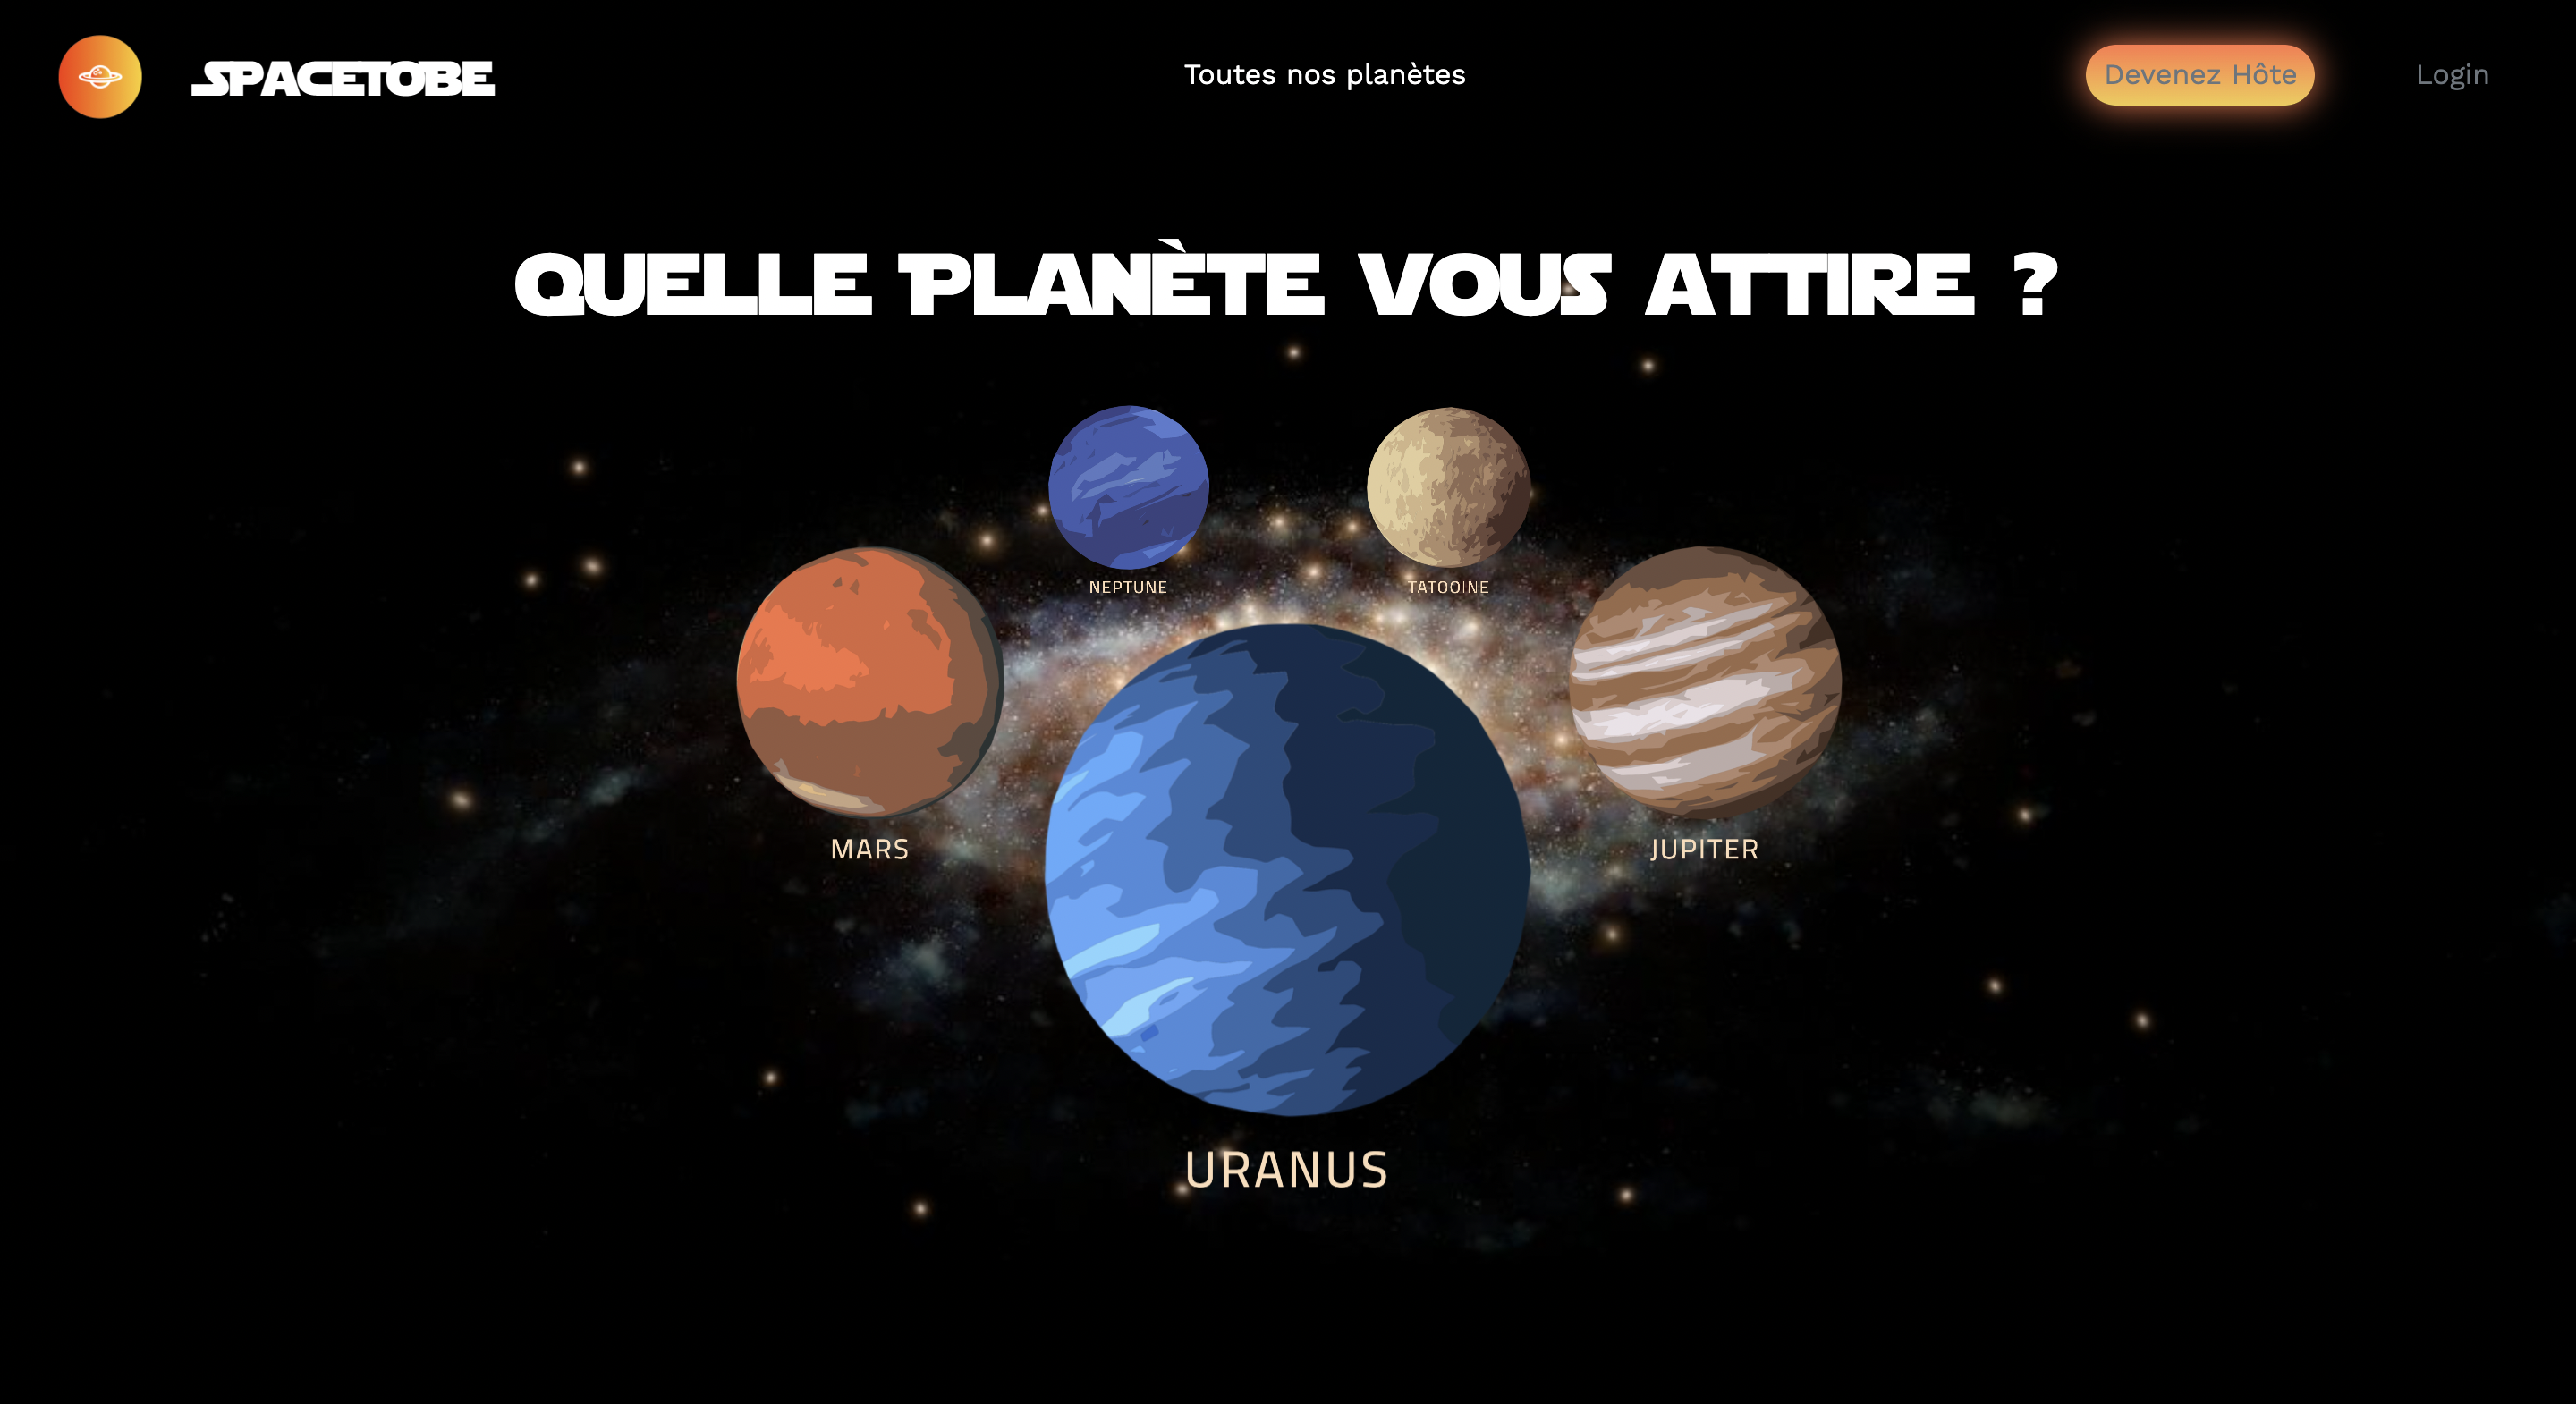 SPACETOBE
Toutes nos planètes
Devenez Hôte
Login
QUELLE PLANÈTE VOUS ATTIRE ?
NEPTUNE
TATOOINE
MARS
JUPITER
URANUS